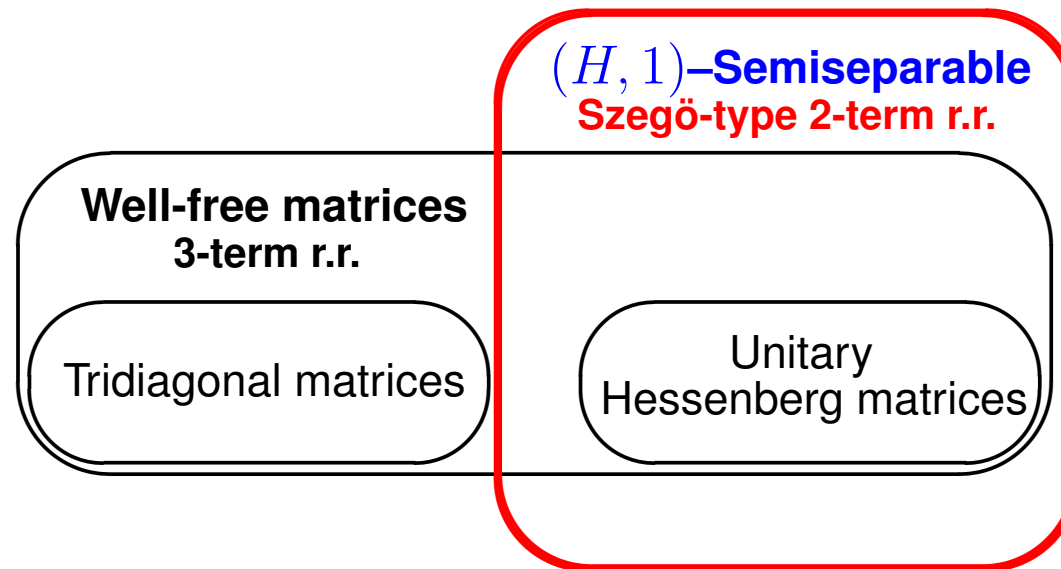 (H, 1)–Semiseparable
Szegö-type 2-term r.r.
Well-free matrices
3-term r.r.
Tridiagonal matrices
Unitary
Hessenberg matrices